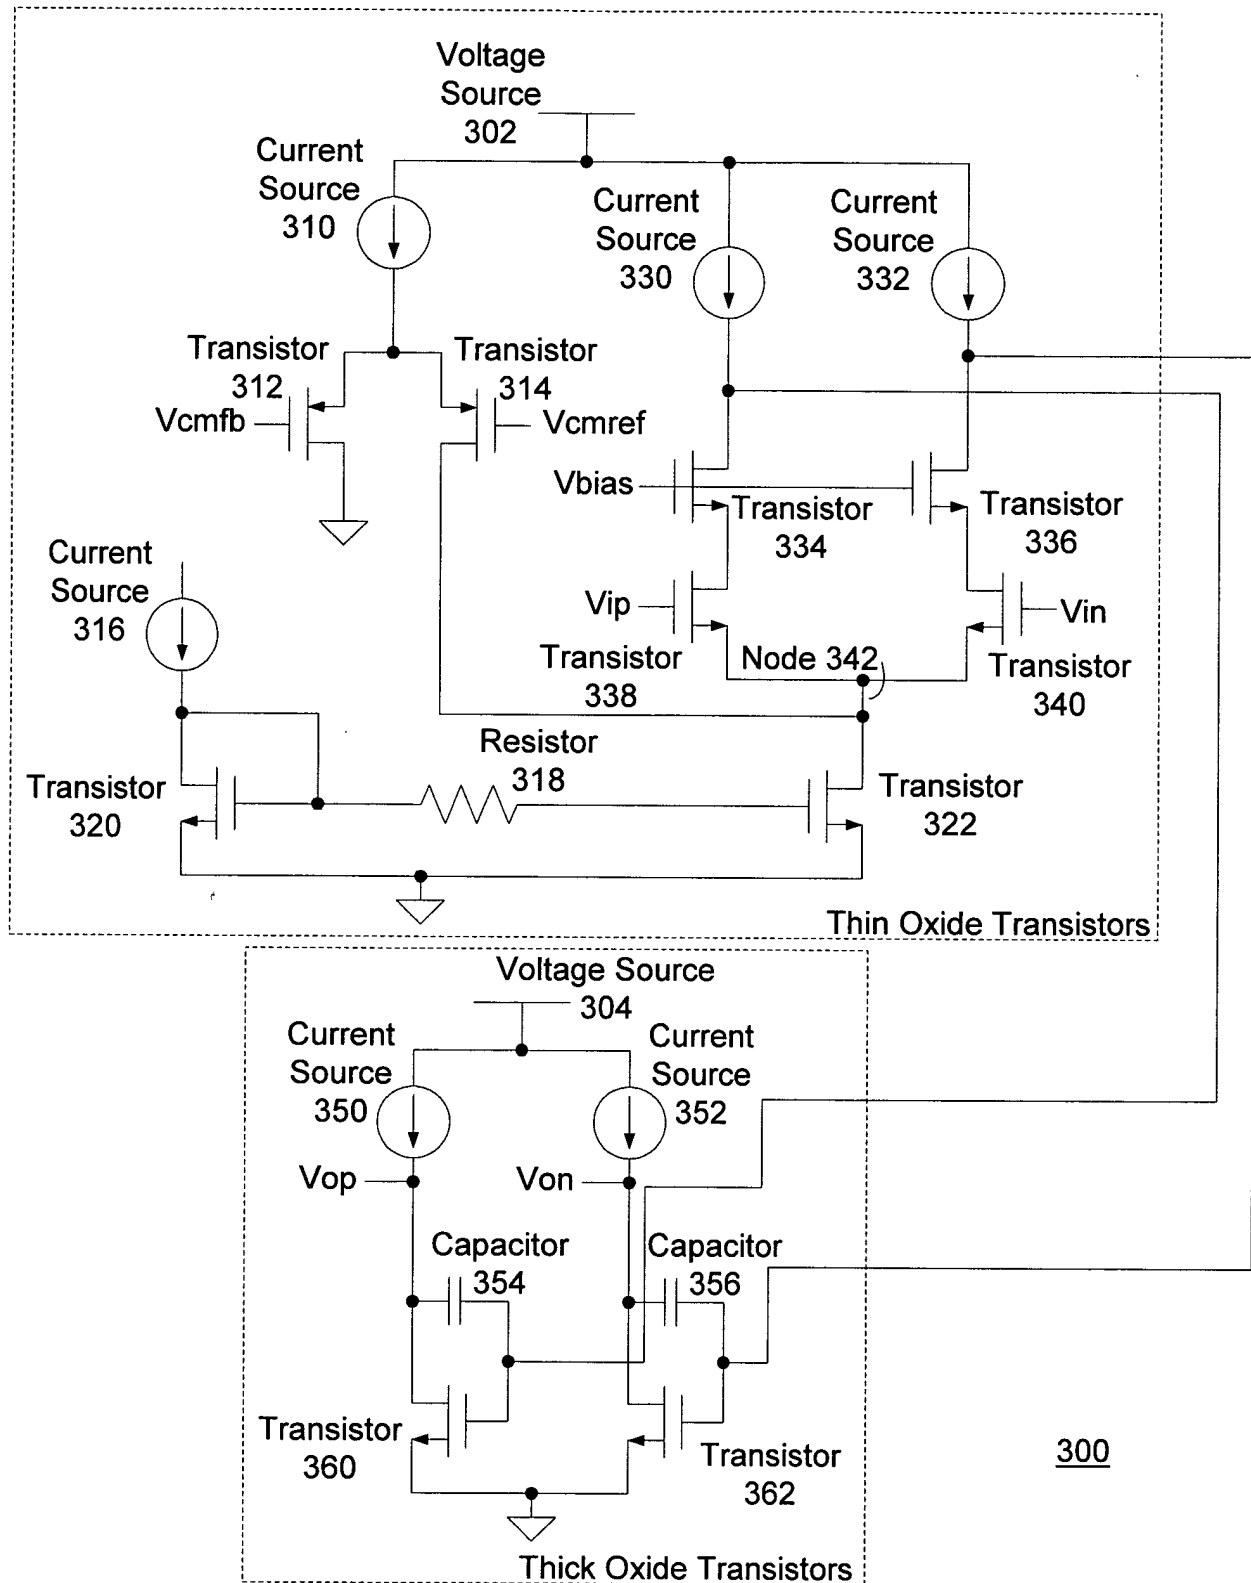 Voltage
Source
302
Current
Source
310
Current
Source
330
Current
Source
332
Transistor
312
Transistor
314
Vcmfb
Vcmref
Vbias
Transistor
334
Transistor
336
Current
Source
316
Vip
Vin
Transistor
338
Node 342
Transistor
340
Resistor
318
Transistor
320
Transistor
322
Thin Oxide Transistors
Voltage Source
304
Current
Source
350
Current
Source
352
Vop
Von
Capacitor
354
Capacitor
356
Transistor
360
Transistor
362
300
Thick Oxide Transistors